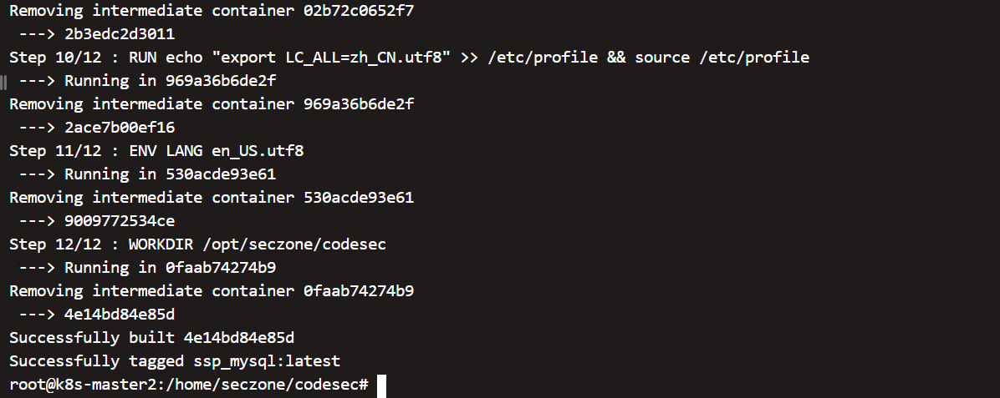 Removing intermediate container 02b72c0652f7
 ---> 2b3edc2d3011
Step 10/12 : RUN echo "export LC_ALL=zh_CN.utf8" >> /etc/profile && source /etc/profile
 ---> Running in 969a36b6de2f
Removing intermediate container 969a36b6de2f
 ---> 2ace7b00ef16
Step 11/12 : ENV LANG en_US.utf8
 ---> Running in 530acde93e61
Removing intermediate container 530acde93e61
 ---> 9009772534ce
Step 12/12 : WORKDIR /opt/seczone/codesec
 ---> Running in 0faab74274b9
Removing intermediate container 0faab74274b9
 ---> 4e14bd84e85d
Successfully built 4e14bd84e85d
Successfully tagged ssp_mysql:latest
root@k8s-master2:/home/seczone/codesec#